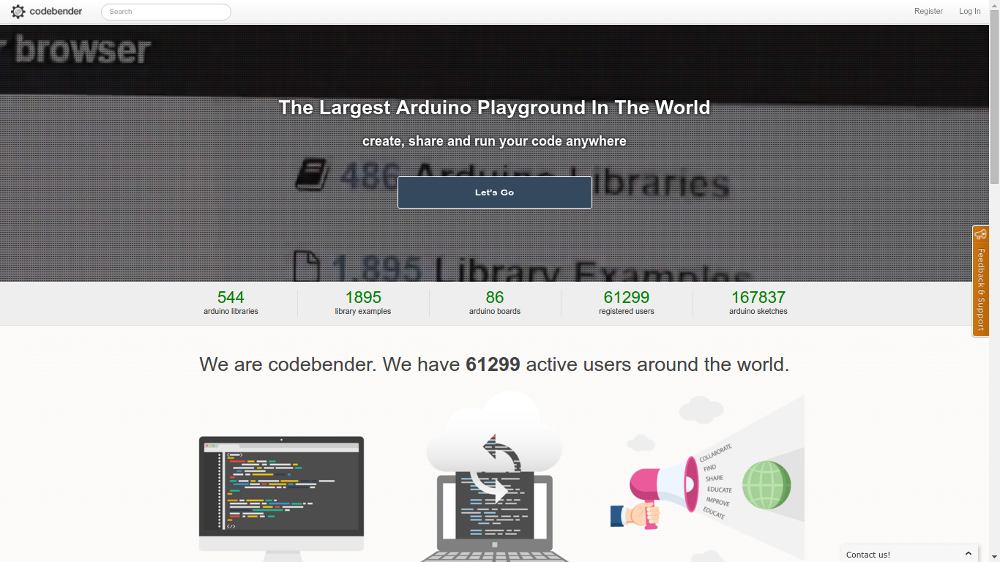 codebender
Search
Register
Log In
r browser
The Largest Arduino Playground In The World
create, share and run your code anywhere
486 Arduino Libraries
Let's Go
1,895 Library Examples
544
arduino libraries
1895
library examples
86
arduino boards
61299
registered users
167837
arduino sketches
Feedback & Support
We are codebender. We have 61299 active users around the world.
</>
COLLABORATE
FIND
SHARE
EDUCATE
IMPROVE
EDUCATE
Contact us!